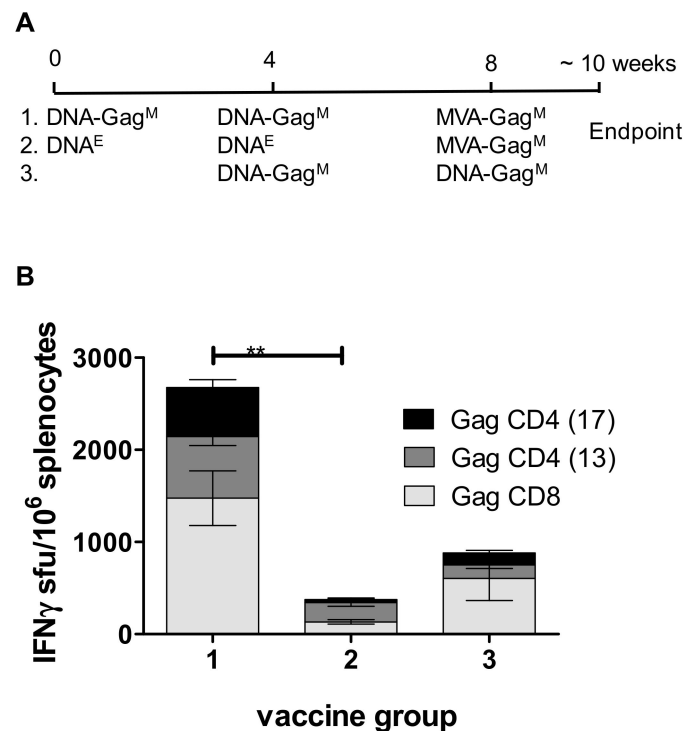 A
0 4 8 ~ 10 weeks
1. DNA-Gagᴹ DNA-Gagᴹ MVA-Gagᴹ
Endpoint
2. DNAᴱ DNAᴱ MVA-Gagᴹ
3. DNA-Gagᴹ DNA-Gagᴹ
B
IFNγ sfu/10⁶ splenocytes
3000
2000
1000
0
**
Gag CD4 (17)
Gag CD4 (13)
Gag CD8
1 2 3
vaccine group